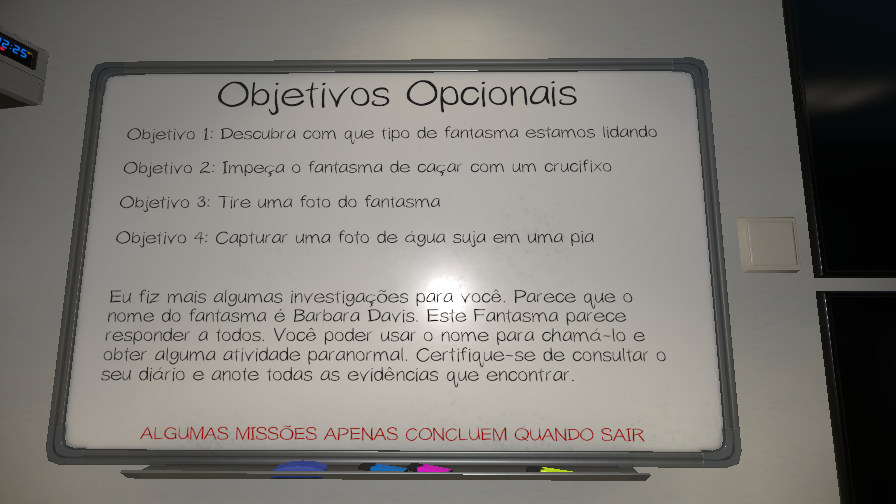 2:25
Objetivos Opcionais
Objetivo 1: Descubra com que tipo de fantasma estamos lidando
Objetivo 2: Impeça o fantasma de caçar com um crucifixo
Objetivo 3: Tire uma foto do fantasma
Objetivo 4: Capturar uma foto de água suja em uma pia
Eu fiz mais algumas investigações para você. Parece que o
nome do fantasma é Barbara Davis. Este Fantasma parece
responder a todos. Você poder usar o nome para chamá-lo e
obter alguma atividade paranormal. Certifique-se de consultar o
seu diário e anote todas as evidências que encontrar.
ALGUMAS MISSÕES APENAS CONCLUEM QUANDO SAIR